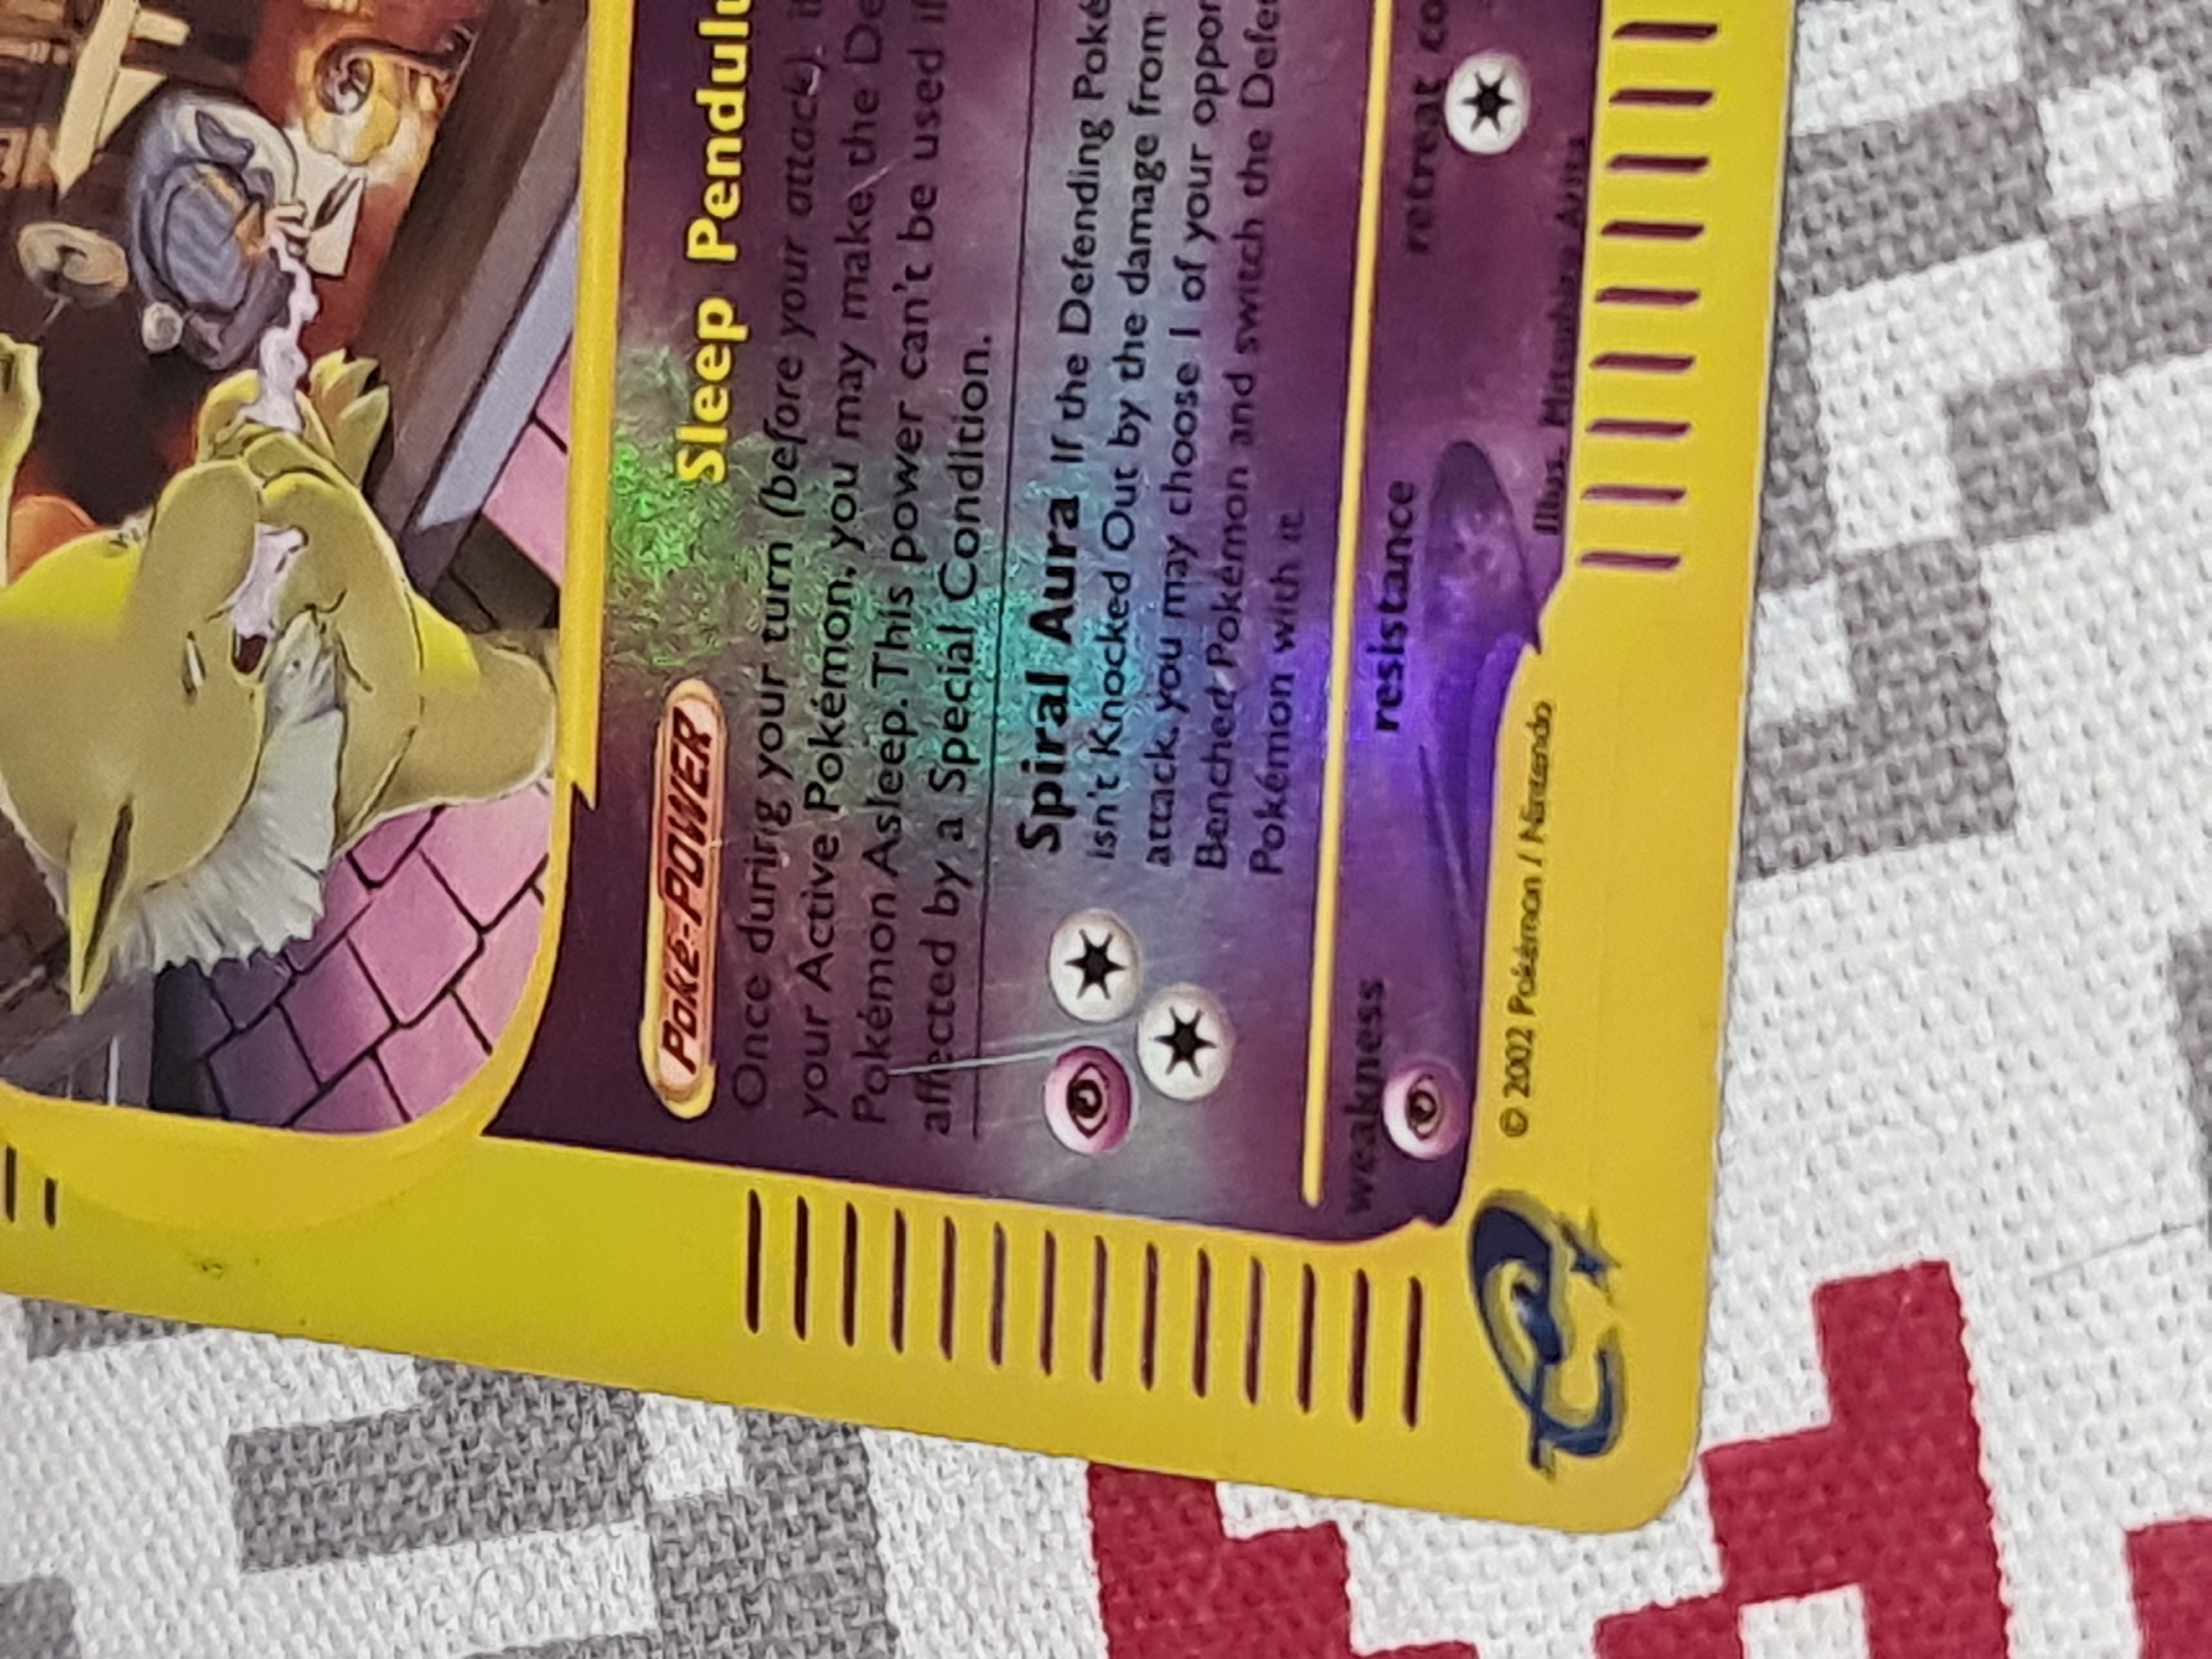 Poké-POWER Sleep Pendulu
Once during your turn (before your attack), if
your Active Pokémon, you may make the De
Pokémon Asleep. This power can't be used if
affected by a Special Condition.
Spiral Aura If the Defending Poké
isn't Knocked Out by the damage from
attack, you may choose 1 of your oppon
Benched Pokémon and switch the Defe
Pokémon with it.
weakness resistance retreat co
Illus. Mitsuhiro Arita
© 2002 Pokémon / Nintendo
e